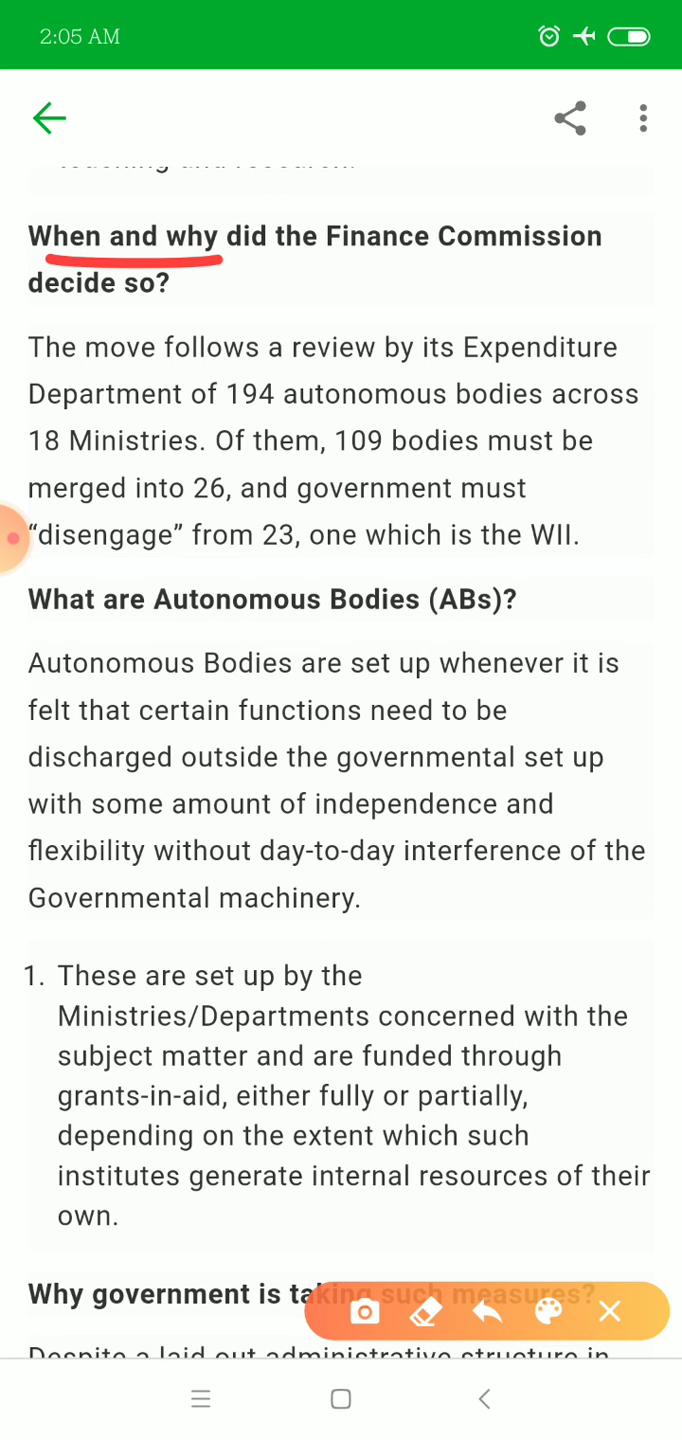 2:05 AM
When and why did the Finance Commission
decide so?
The move follows a review by its Expenditure
Department of 194 autonomous bodies across
18 Ministries. Of them, 109 bodies must be
merged into 26, and government must
“disengage” from 23, one which is the WII.
What are Autonomous Bodies (ABs)?
Autonomous Bodies are set up whenever it is
felt that certain functions need to be
discharged outside the governmental set up
with some amount of independence and
flexibility without day-to-day interference of the
Governmental machinery.
1. These are set up by the
Ministries/Departments concerned with the
subject matter and are funded through
grants-in-aid, either fully or partially,
depending on the extent which such
institutes generate internal resources of their
own.
Why government is taking such measures?
Despite a laid out administrative structure in